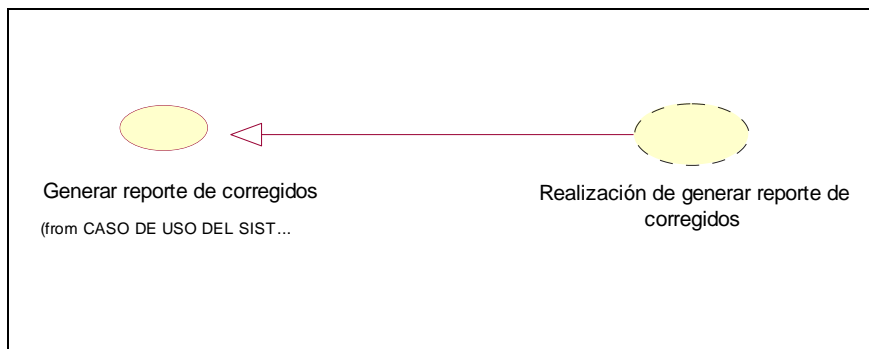 Generar reporte de corregidos
(from CASO DE USO DEL SIST...
Realización de generar reporte de
corregidos